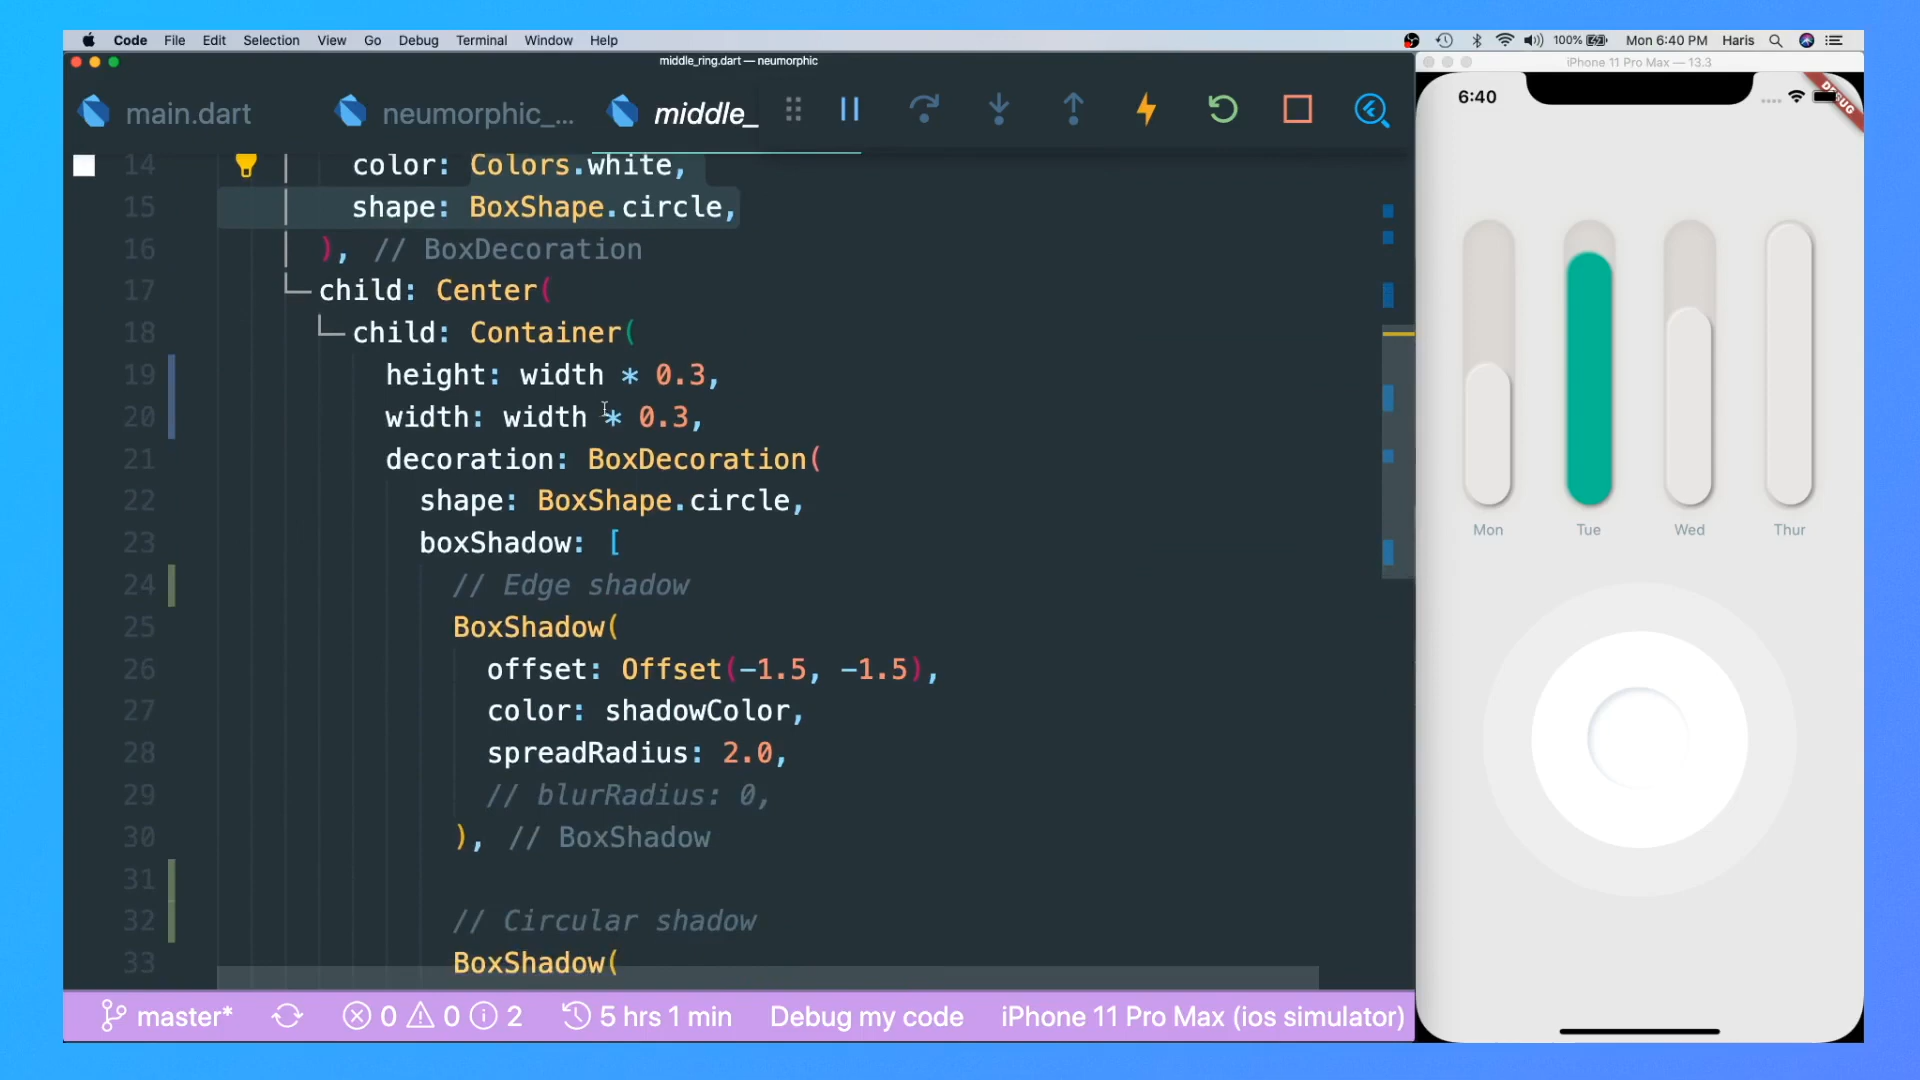 Code File Edit Selection View Go Debug Terminal Window Help
100% Mon 6:40 PM Haris
middle_ring.dart — neumorphic
iPhone 11 Pro Max — 13.3
main.dart neumorphic_... middle_
14 color: Colors.white,
15 shape: BoxShape.circle,
16 ), // BoxDecoration
17 child: Center(
18 child: Container(
19 height: width * 0.3,
20 width: width * 0.3,
21 decoration: BoxDecoration(
22 shape: BoxShape.circle,
23 boxShadow: [
24 // Edge shadow
25 BoxShadow(
26 offset: Offset(-1.5, -1.5),
27 color: shadowColor,
28 spreadRadius: 2.0,
29 // blurRadius: 0,
30 ), // BoxShadow
31
32 // Circular shadow
33 BoxShadow(
master* 0 0 2 5 hrs 1 min Debug my code iPhone 11 Pro Max (ios simulator)
6:40
DEBUG
Mon Tue Wed Thur